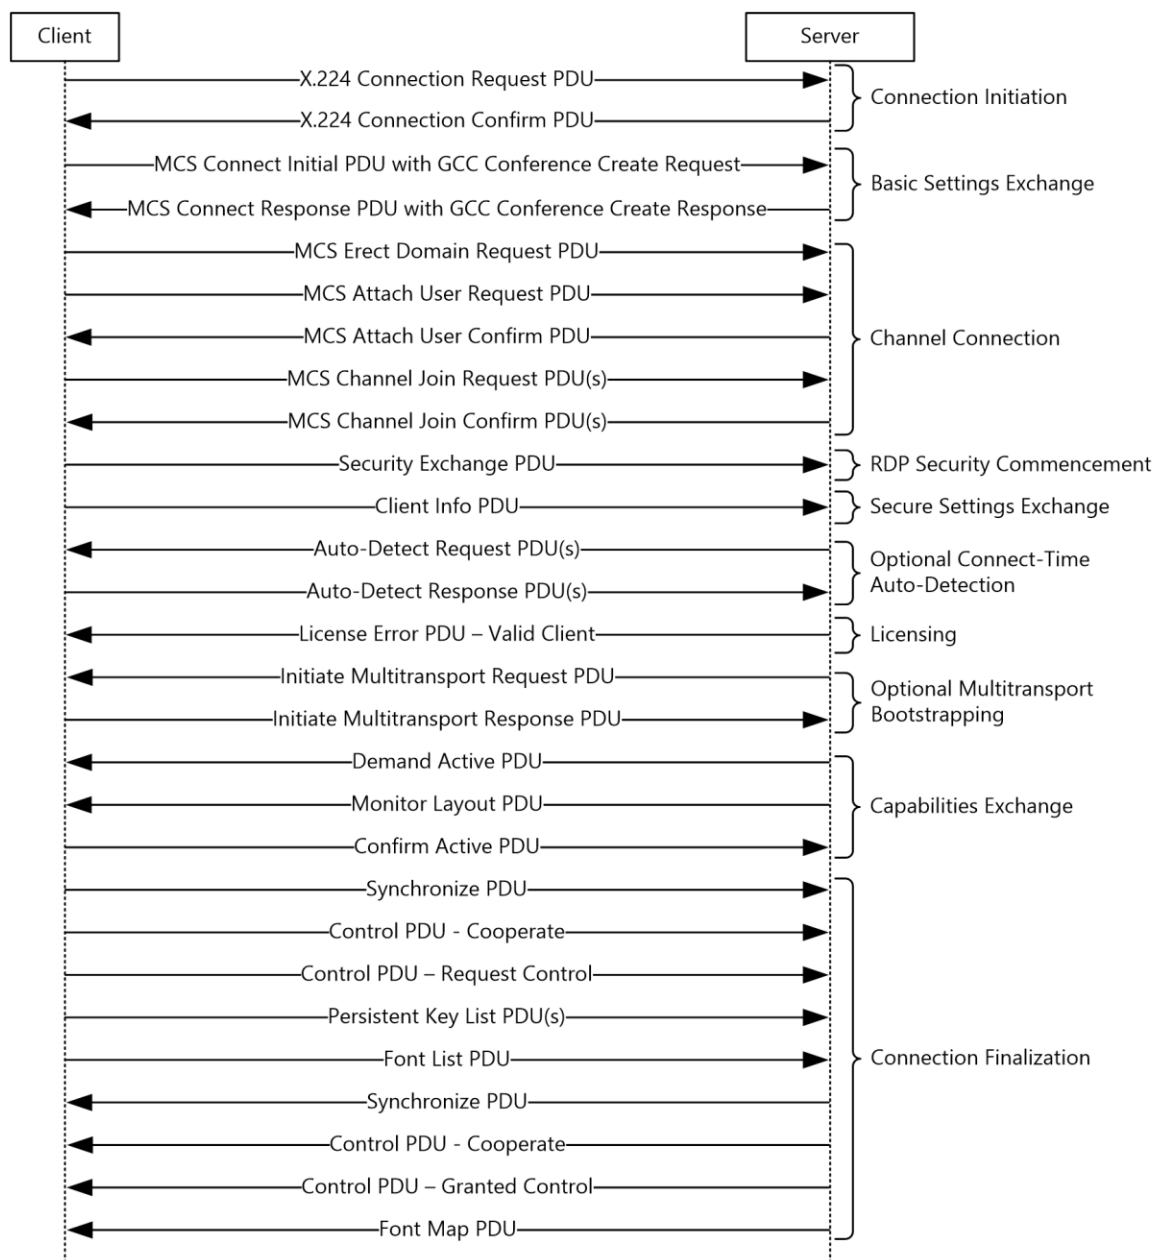 Client
Server
X.224 Connection Request PDU
X.224 Connection Confirm PDU
Connection Initiation
MCS Connect Initial PDU with GCC Conference Create Request
MCS Connect Response PDU with GCC Conference Create Response
Basic Settings Exchange
MCS Erect Domain Request PDU
MCS Attach User Request PDU
MCS Attach User Confirm PDU
MCS Channel Join Request PDU(s)
MCS Channel Join Confirm PDU(s)
Channel Connection
Security Exchange PDU
RDP Security Commencement
Client Info PDU
Secure Settings Exchange
Auto-Detect Request PDU(s)
Auto-Detect Response PDU(s)
Optional Connect-Time
Auto-Detection
License Error PDU – Valid Client
Licensing
Initiate Multitransport Request PDU
Initiate Multitransport Response PDU
Optional Multitransport
Bootstrapping
Demand Active PDU
Monitor Layout PDU
Confirm Active PDU
Capabilities Exchange
Synchronize PDU
Control PDU - Cooperate
Control PDU – Request Control
Persistent Key List PDU(s)
Font List PDU
Synchronize PDU
Control PDU - Cooperate
Control PDU – Granted Control
Font Map PDU
Connection Finalization